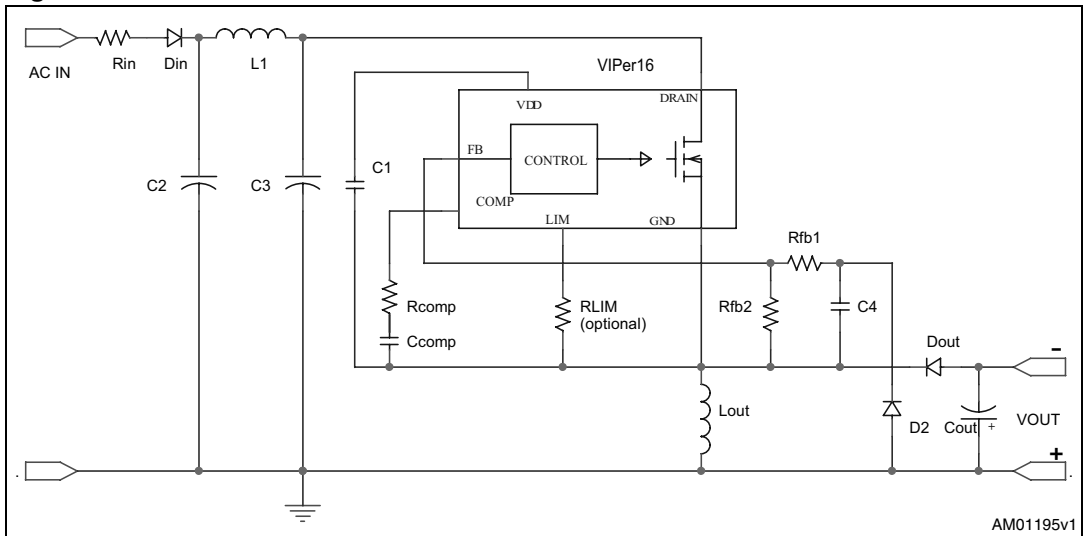 AC IN
Rin
Din
L1
VIPer16
VDD
DRAIN
FB
CONTROL
C1
C2
C3
COMP
LIM
GND
Rfb1
Rcomp
RLIM
(optional)
Rfb2
C4
Ccomp
Dout
-
Lout
D2
Cout
+
VOUT
+
AM01195v1